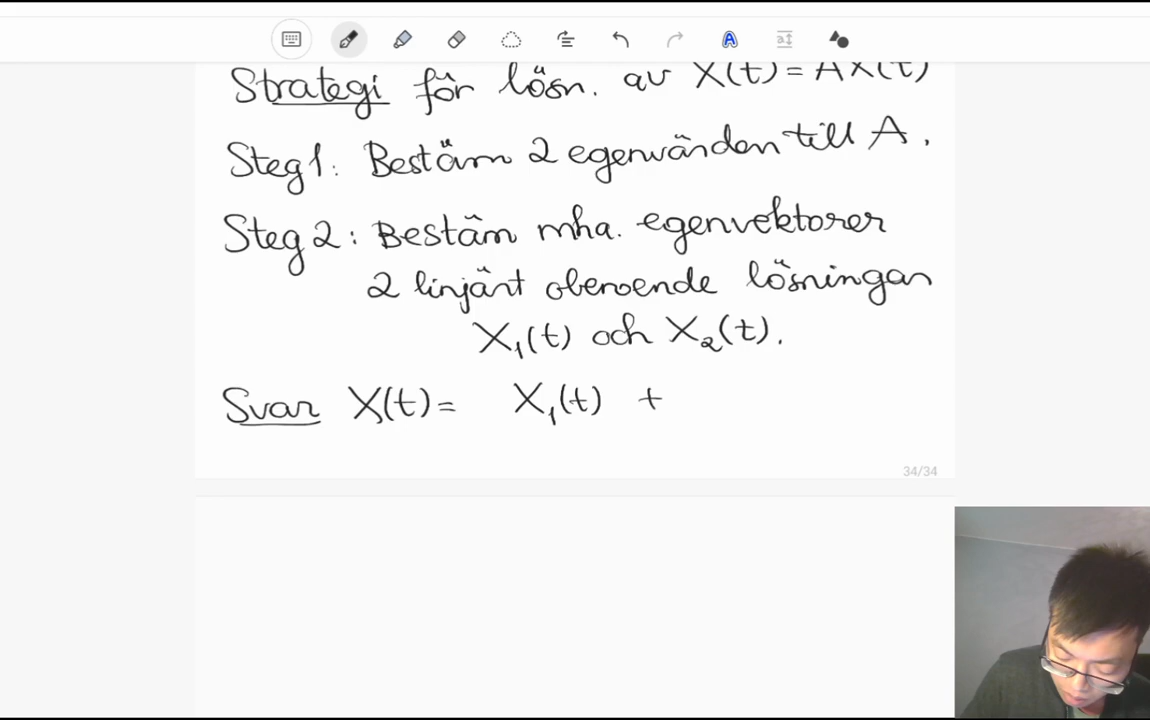 Strategi för lösn. av X(t) = AX(t)
Steg 1: Bestäm 2 egenvärden till A.
Steg 2: Bestäm mha. egenvektorer
2 linjärt oberoende lösningar
X₁(t) och X₂(t).
Svar X(t) = X₁(t) +
34/34